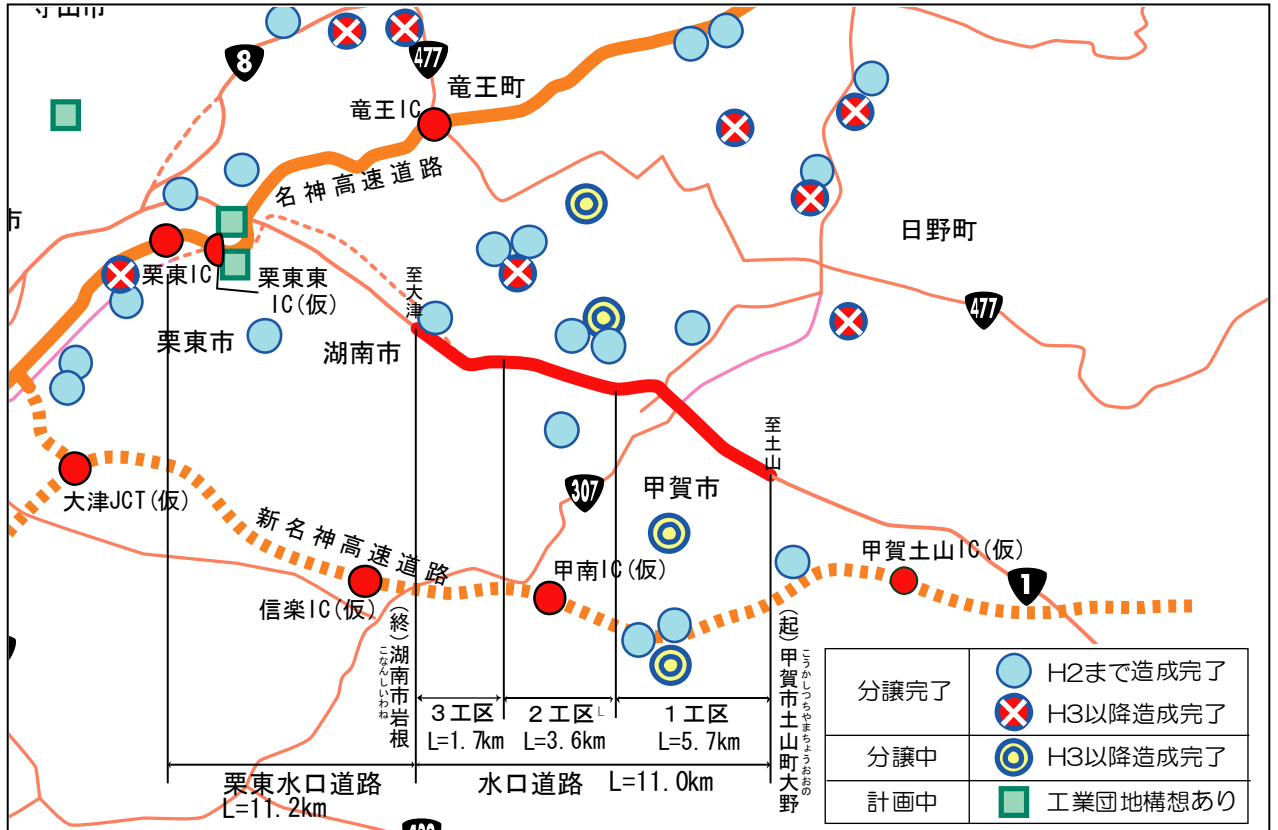 守山市
8
477
竜王町
竜王IC
名神高速道路
市
日野町
栗東IC
栗東東
IC(仮)
至大津
477
栗東市
湖南市
至土山
307
甲賀市
大津JCT(仮)
新名神高速道路
甲賀土山IC(仮)
甲南IC(仮)
信楽IC(仮)
1
(終)湖南市岩根
こなんしいわね
(起)甲賀市土山町大野
こうかしつちやまちょうおおの
3工区
L=1.7km
2工区
L
L=3.6km
1工区
L=5.7km
栗東水口道路
L=11.2km
水口道路 L=11.0km
分譲完了
H2まで造成完了
H3以降造成完了
分譲中
H3以降造成完了
計画中
工業団地構想あり